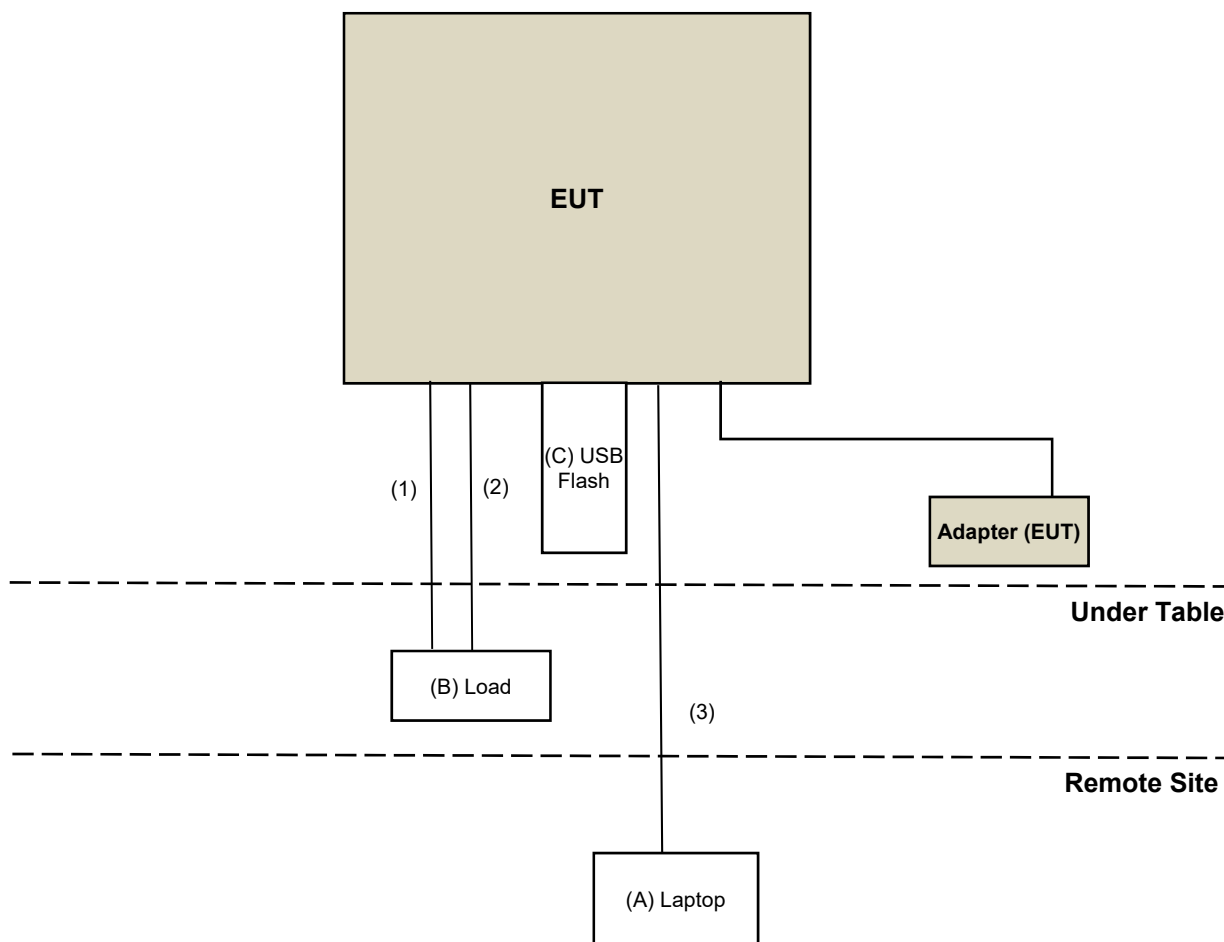 EUT
(C) USB
Flash
(1)
(2)
Adapter (EUT)
Under Table
(B) Load
(3)
Remote Site
(A) Laptop